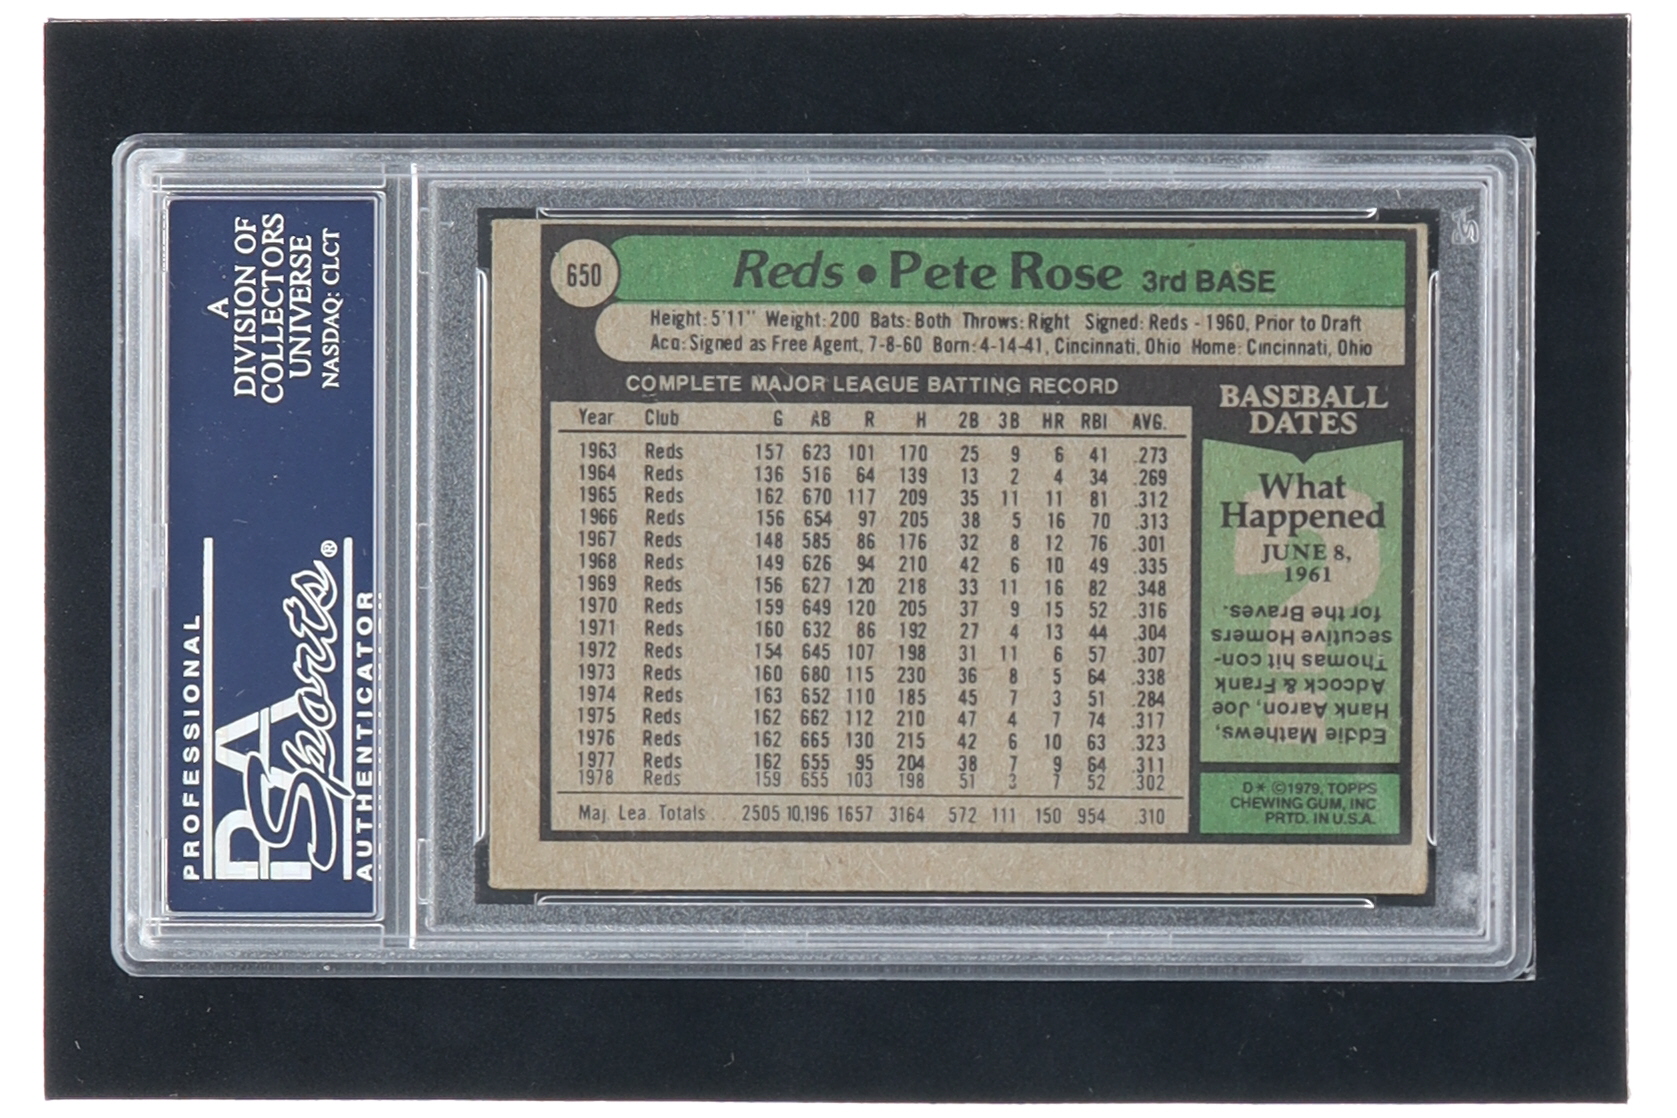 A
DIVISION OF
COLLECTORS
UNIVERSE
NASDAQ: CLCT
PROFESSIONAL
PSA
Sports®
AUTHENTICATOR
650
Reds • Pete Rose 3rd BASE
Height: 5'11" Weight: 200 Bats: Both Throws: Right Signed: Reds - 1960, Prior to Draft
Acq: Signed as Free Agent, 7-8-60 Born: 4-14-41, Cincinnati, Ohio Home: Cincinnati, Ohio
COMPLETE MAJOR LEAGUE BATTING RECORD
Year Club G AB R H 2B 3B HR RBI AVG.
1963 Reds 157 623 101 170 25 9 6 41 .273
1964 Reds 136 516 64 139 13 2 4 34 .269
1965 Reds 162 670 117 209 35 11 11 81 .312
1966 Reds 156 654 97 205 38 5 16 70 .313
1967 Reds 148 585 86 176 32 8 12 76 .301
1968 Reds 149 626 94 210 42 6 10 49 .335
1969 Reds 156 627 120 218 33 11 16 82 .348
1970 Reds 159 649 120 205 37 9 15 52 .316
1971 Reds 160 632 86 192 27 4 13 44 .304
1972 Reds 154 645 107 198 31 11 6 57 .307
1973 Reds 160 680 115 230 36 8 5 64 .338
1974 Reds 163 652 110 185 45 7 3 51 .284
1975 Reds 162 662 112 210 47 4 7 74 .317
1976 Reds 162 665 130 215 42 6 10 63 .323
1977 Reds 162 655 95 204 38 7 9 64 .311
1978 Reds 159 655 103 198 51 3 7 52 .302
Maj. Lea. Totals . . . 2505 10,196 1657 3164 572 111 150 954 .310
BASEBALL
DATES
What
Happened
JUNE 8,
1961
Eddie Mathews,
Hank Aaron, Joe
Adcock & Frank
Thomas hit con-
secutive Homers
for the Braves.
D* ©1979, TOPPS
CHEWING GUM, INC
PRTD. IN U.S.A.